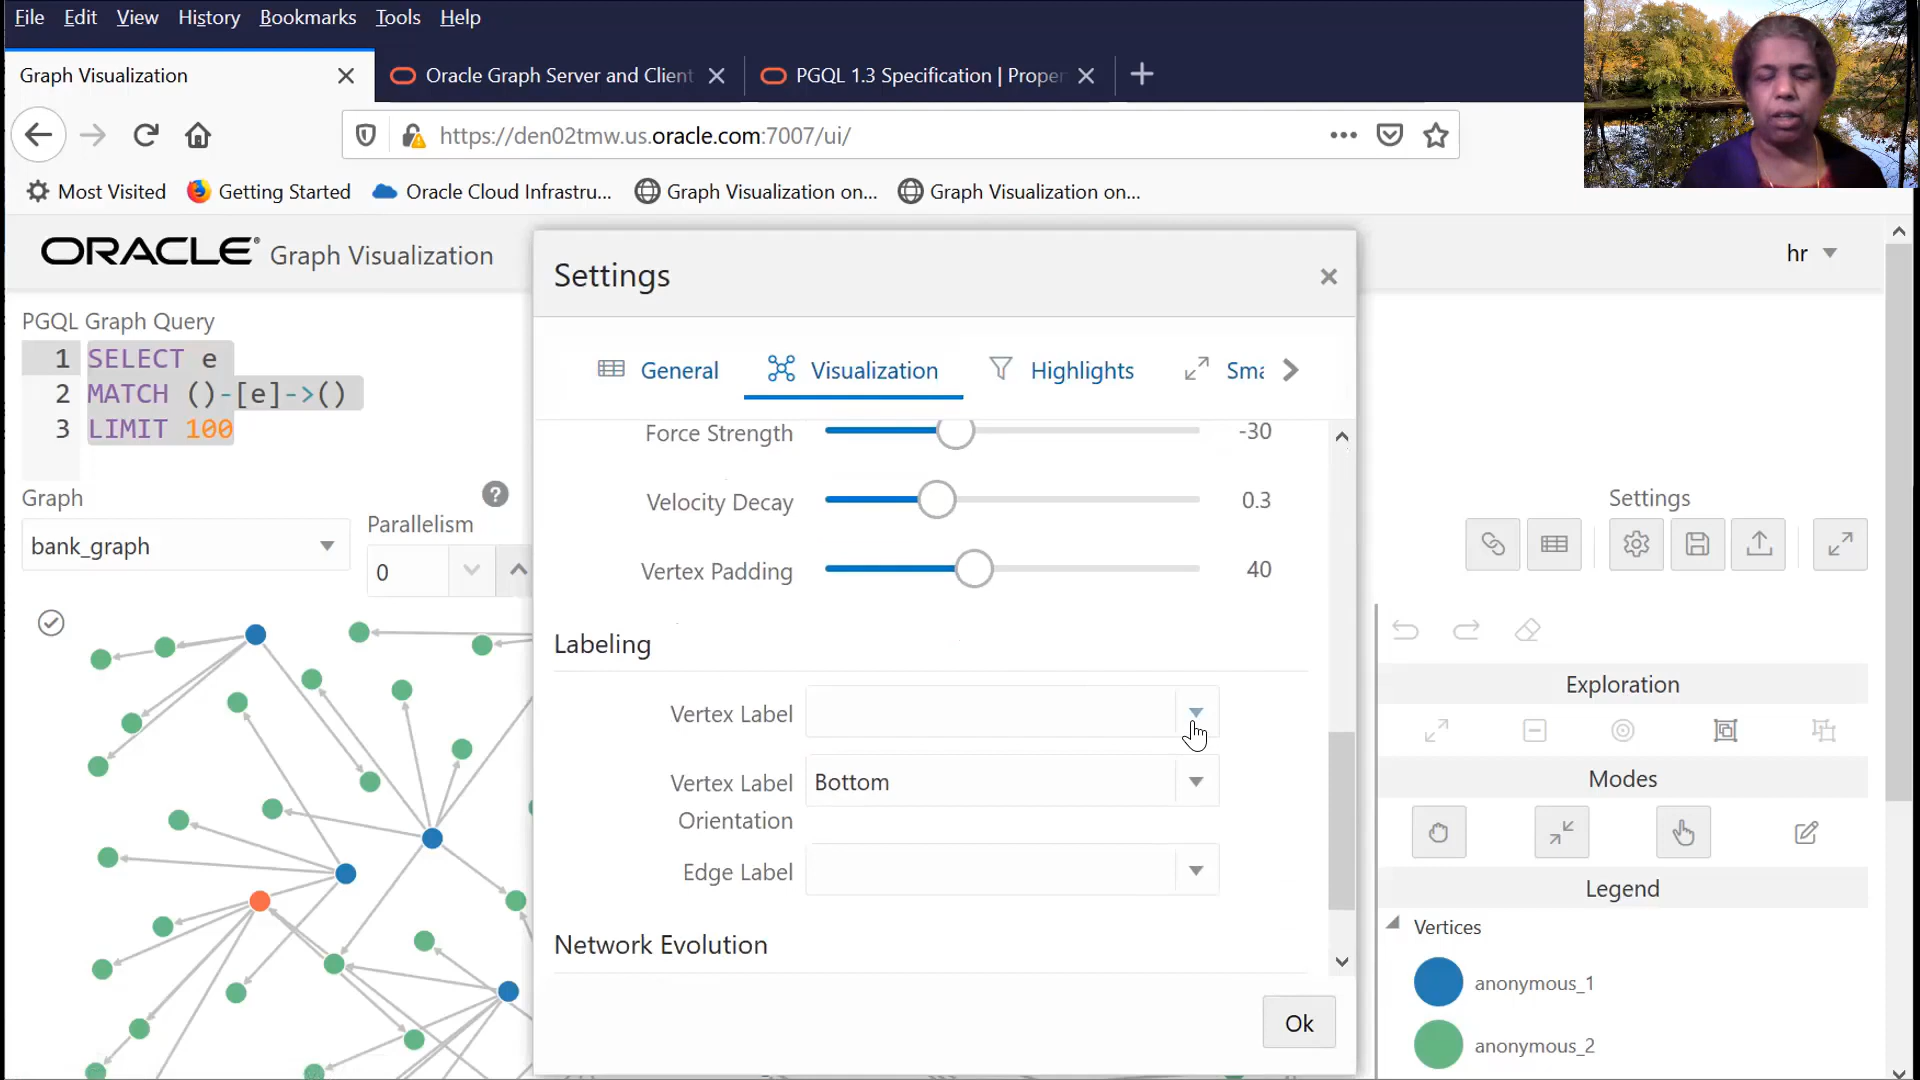 File Edit View History Bookmarks Tools Help
Graph Visualization
Oracle Graph Server and Client
PGQL 1.3 Specification | Proper
https://den02tmw.us.oracle.com:7007/ui/
Most Visited Getting Started Oracle Cloud Infrastru... Graph Visualization on... Graph Visualization on...
ORACLE Graph Visualization
hr
PGQL Graph Query
1 SELECT e
2 MATCH ()-[e]->()
3 LIMIT 100
Graph
bank_graph
Parallelism
0
Settings
General Visualization Highlights Sma
Force Strength -30
Velocity Decay 0.3
Vertex Padding 40
Labeling
Vertex Label
Vertex Label Bottom
Orientation
Edge Label
Network Evolution
Ok
Settings
Exploration
Modes
Legend
Vertices
anonymous_1
anonymous_2